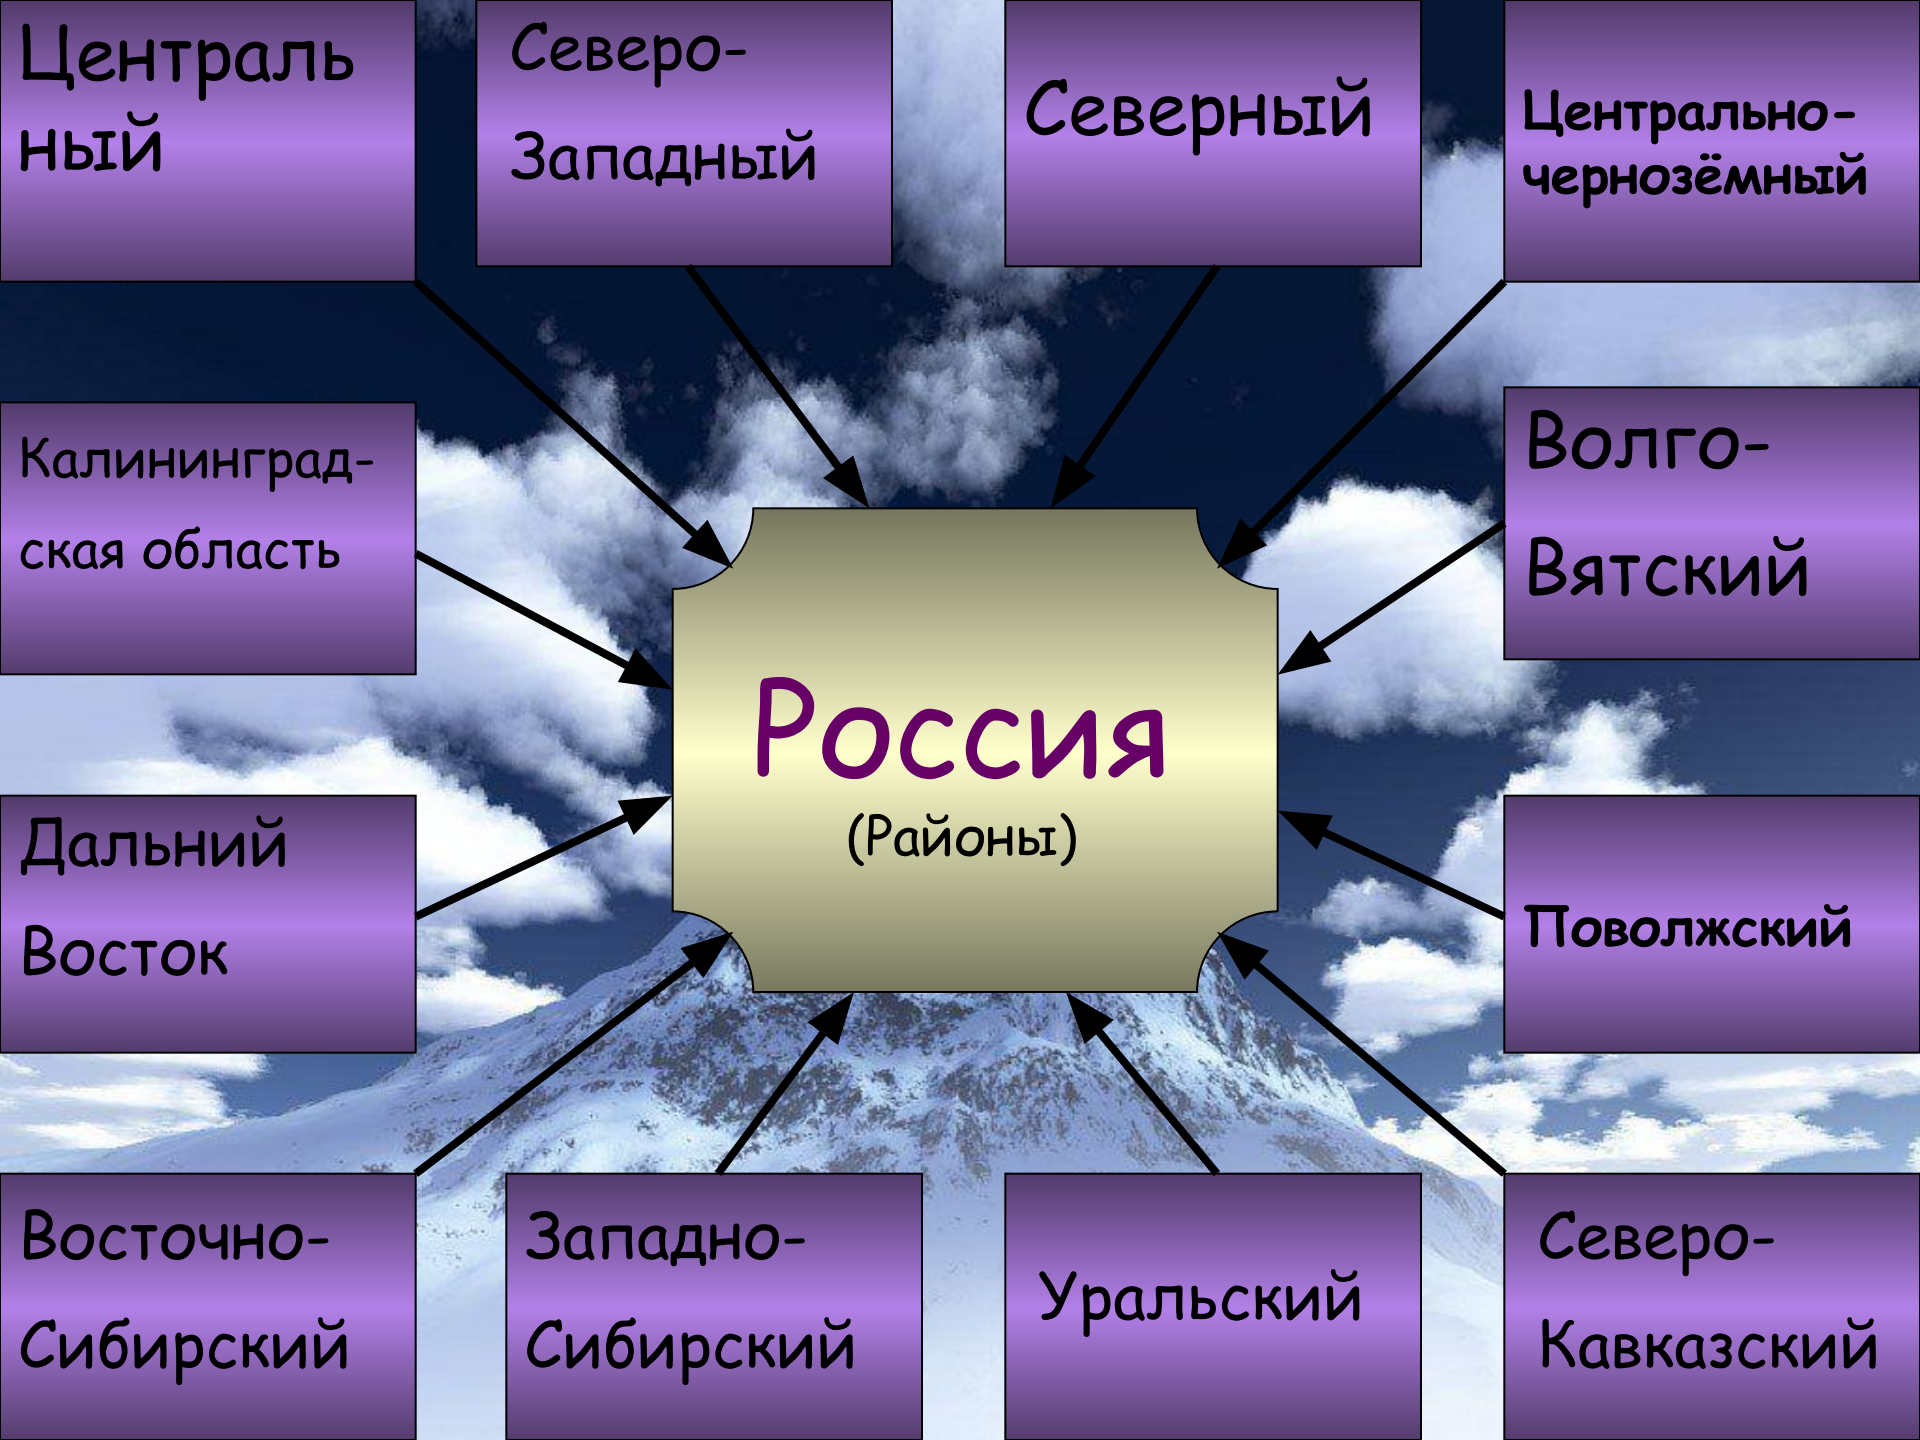 Централь
ный
Северо-
Западный
Северный
Центрально-
чернозёмный
Калининград-
ская область
Волго-
Вятский
Россия
(Районы)
Дальний
Восток
Поволжский
Восточно-
Сибирский
Западно-
Сибирский
Уральский
Северо-
Кавказский